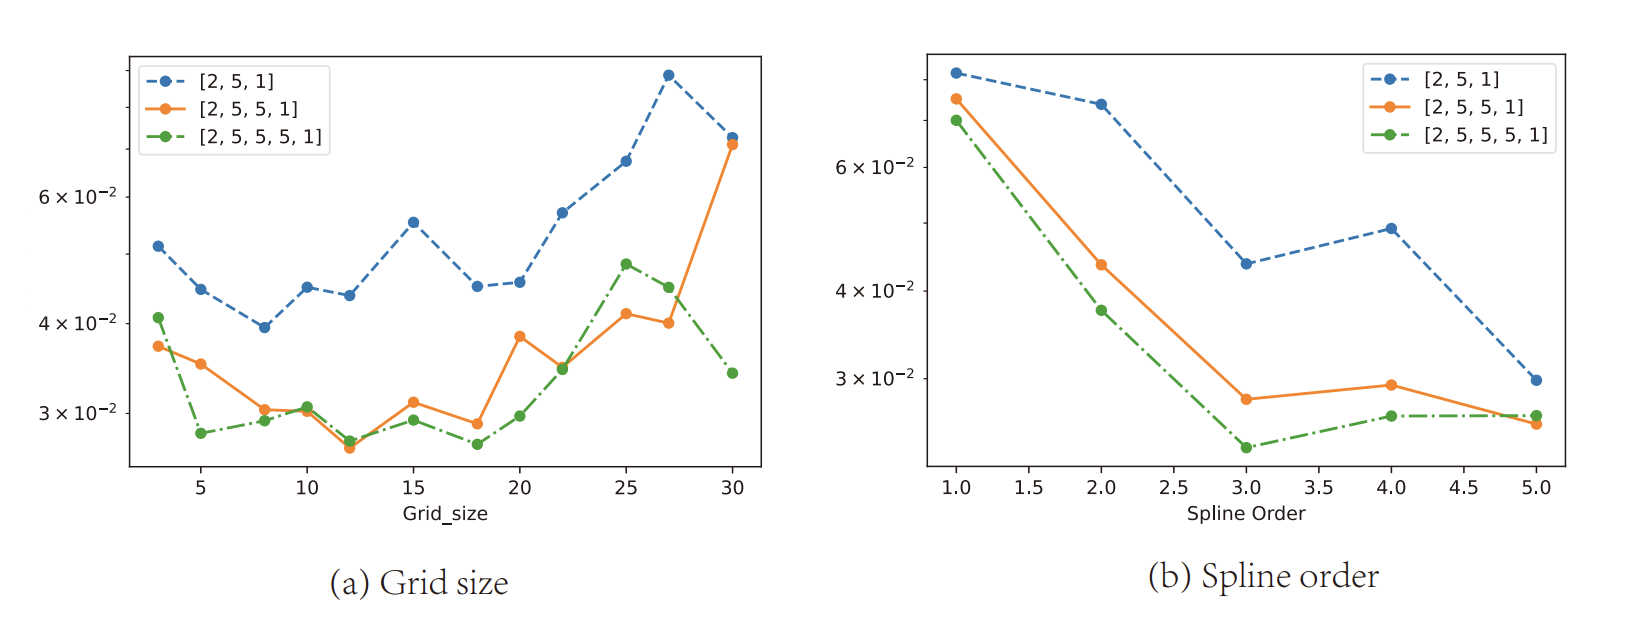 [2, 5, 1]
[2, 5, 5, 1]
[2, 5, 5, 5, 1]
6 × 10⁻²
4 × 10⁻²
3 × 10⁻²
5 10 15 20 25 30
Grid_size
(a) Grid size
[2, 5, 1]
[2, 5, 5, 1]
[2, 5, 5, 5, 1]
6 × 10⁻²
4 × 10⁻²
3 × 10⁻²
1.0 1.5 2.0 2.5 3.0 3.5 4.0 4.5 5.0
Spline Order
(b) Spline order